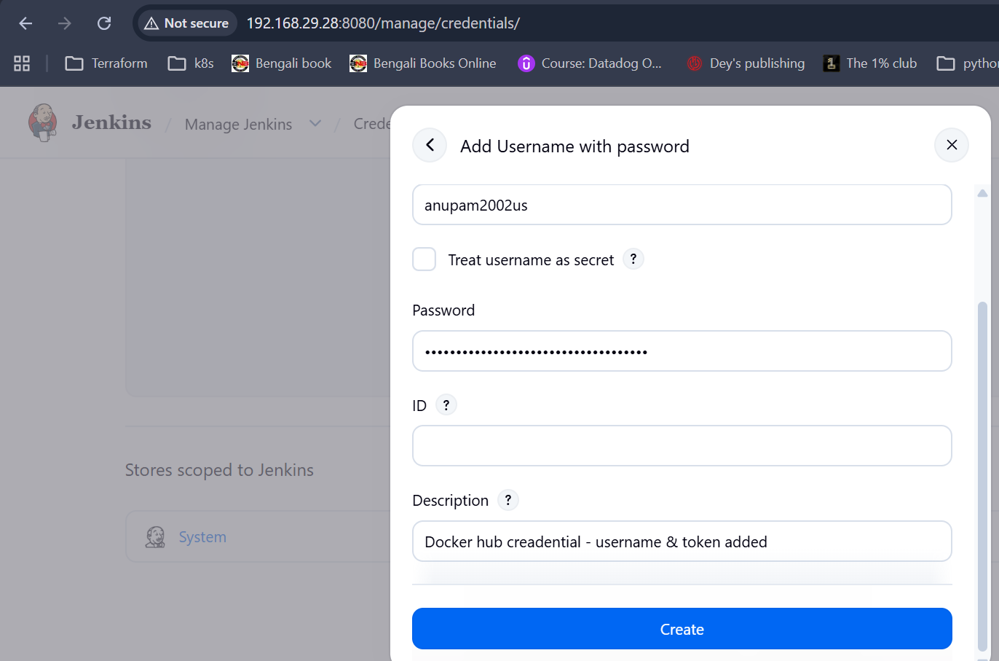 Not secure 192.168.29.28:8080/manage/credentials/
Terraform k8s Bengali book Bengali Books Online Course: Datadog O... Dey's publishing The 1% club
Jenkins / Manage Jenkins /
Add Username with password
anupam2002us
Treat username as secret ?
Password
••••••••••••••••••••••••••••••••••••
ID ?
Stores scoped to Jenkins
Description ?
System
Docker hub creadential - username & token added
Create